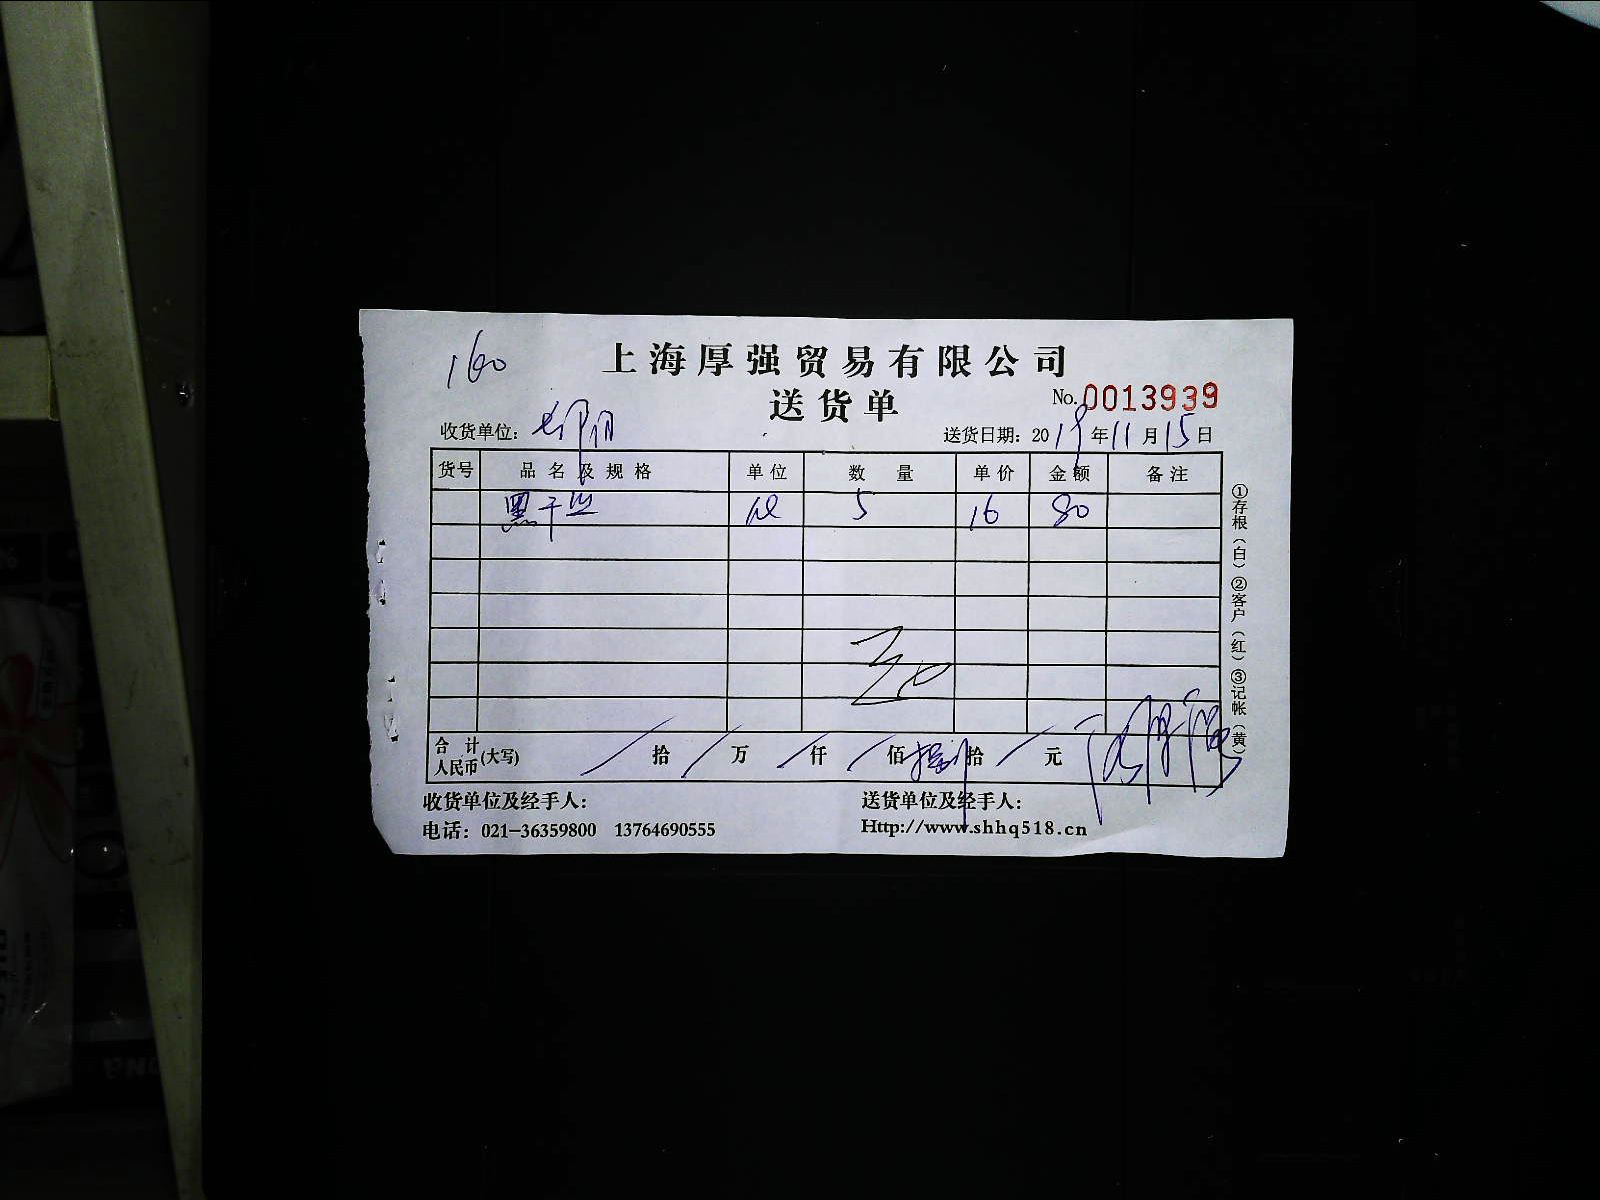 160
上海厚强贸易有限公司
送货单
No.0013939
收货单位：
送货日期：2019年11月15日
货号 品名及规格 单位 数量 单价 金额 备注
黑干丝 5 16 80
合计人民币(大写) 拾 万 仟 佰 捌拾 元
收货单位及经手人：
送货单位及经手人：
电话：021-36359800 13764690555
Http://www.shhq518.cn
①存根（白）②客户（红）③记帐（黄）